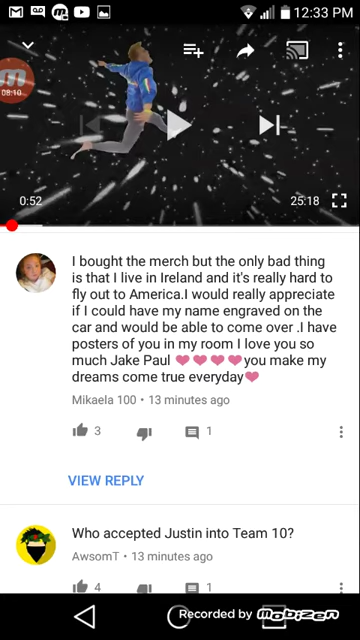 12:33 PM
08:10
0:52
25:18
I bought the merch but the only bad thing
is that I live in Ireland and it's really hard to
fly out to America.I would really appreciate
if I could have my name engraved on the
car and would be able to come over .I have
posters of you in my room I love you so
much Jake Paul ❤❤❤❤you make my
dreams come true everyday❤
Mikaela 100 • 13 minutes ago
3
1
VIEW REPLY
Who accepted Justin into Team 10?
AwsomT • 13 minutes ago
4
1
Recorded by Mobizen